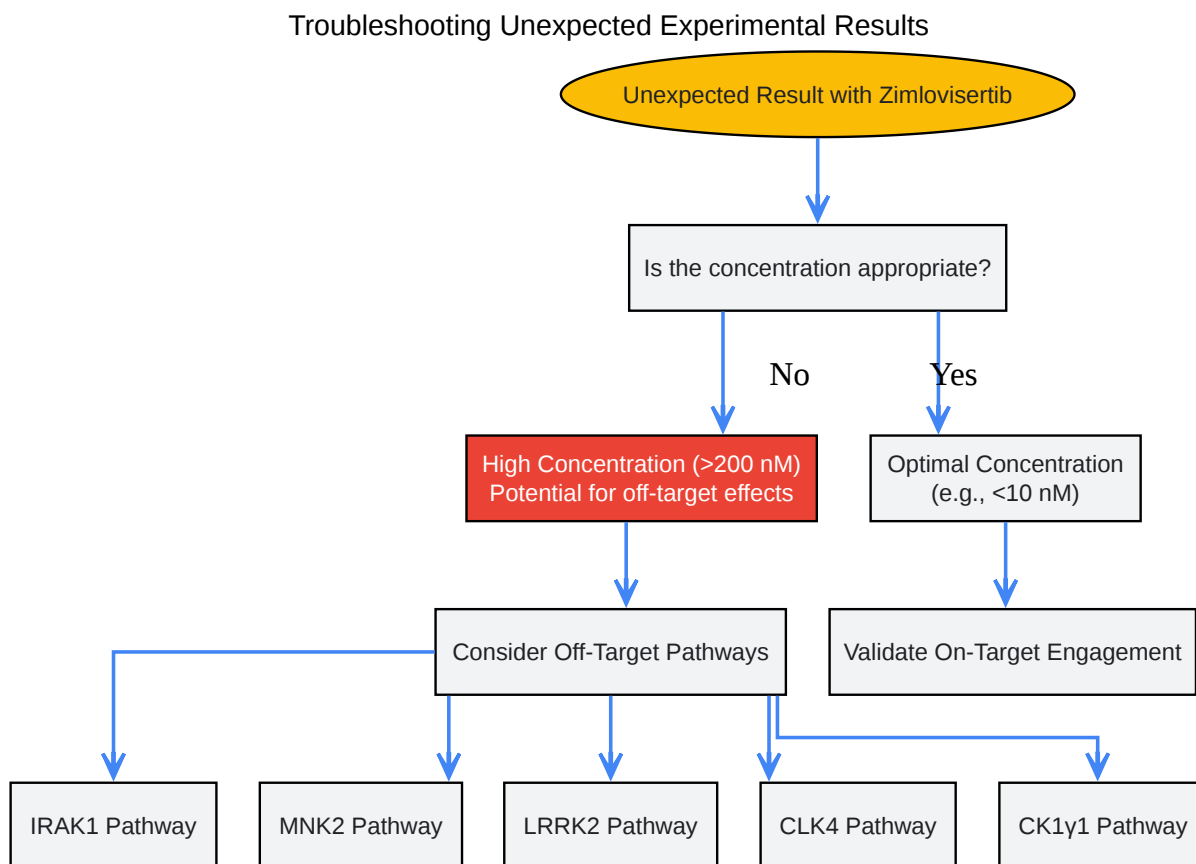 Troubleshooting Unexpected Experimental Results
Unexpected Result with Zimlovisertib
Is the concentration appropriate?
No
Yes
High Concentration (>200 nM)
Potential for off-target effects
Optimal Concentration
(e.g., <10 nM)
Consider Off-Target Pathways
Validate On-Target Engagement
IRAK1 Pathway
MNK2 Pathway
LRRK2 Pathway
CLK4 Pathway
CK1γ1 Pathway